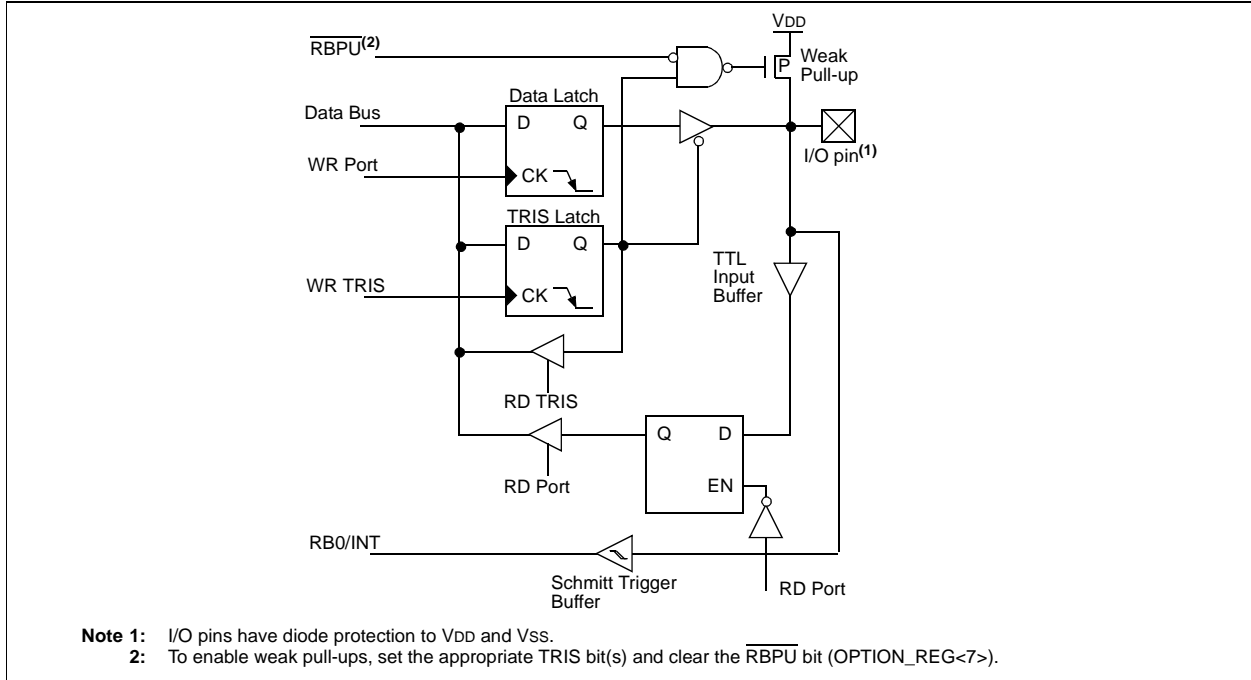 VDD
RBPU(2)
P
Weak
Pull-up
Data Latch
Data Bus
D Q
I/O pin(1)
WR Port
CK
TRIS Latch
D Q
TTL
Input
Buffer
WR TRIS
CK
RD TRIS
Q D
RD Port
EN
RB0/INT
Schmitt Trigger
Buffer
RD Port
Note 1: I/O pins have diode protection to VDD and VSS.
2: To enable weak pull-ups, set the appropriate TRIS bit(s) and clear the RBPU bit (OPTION_REG<7>).